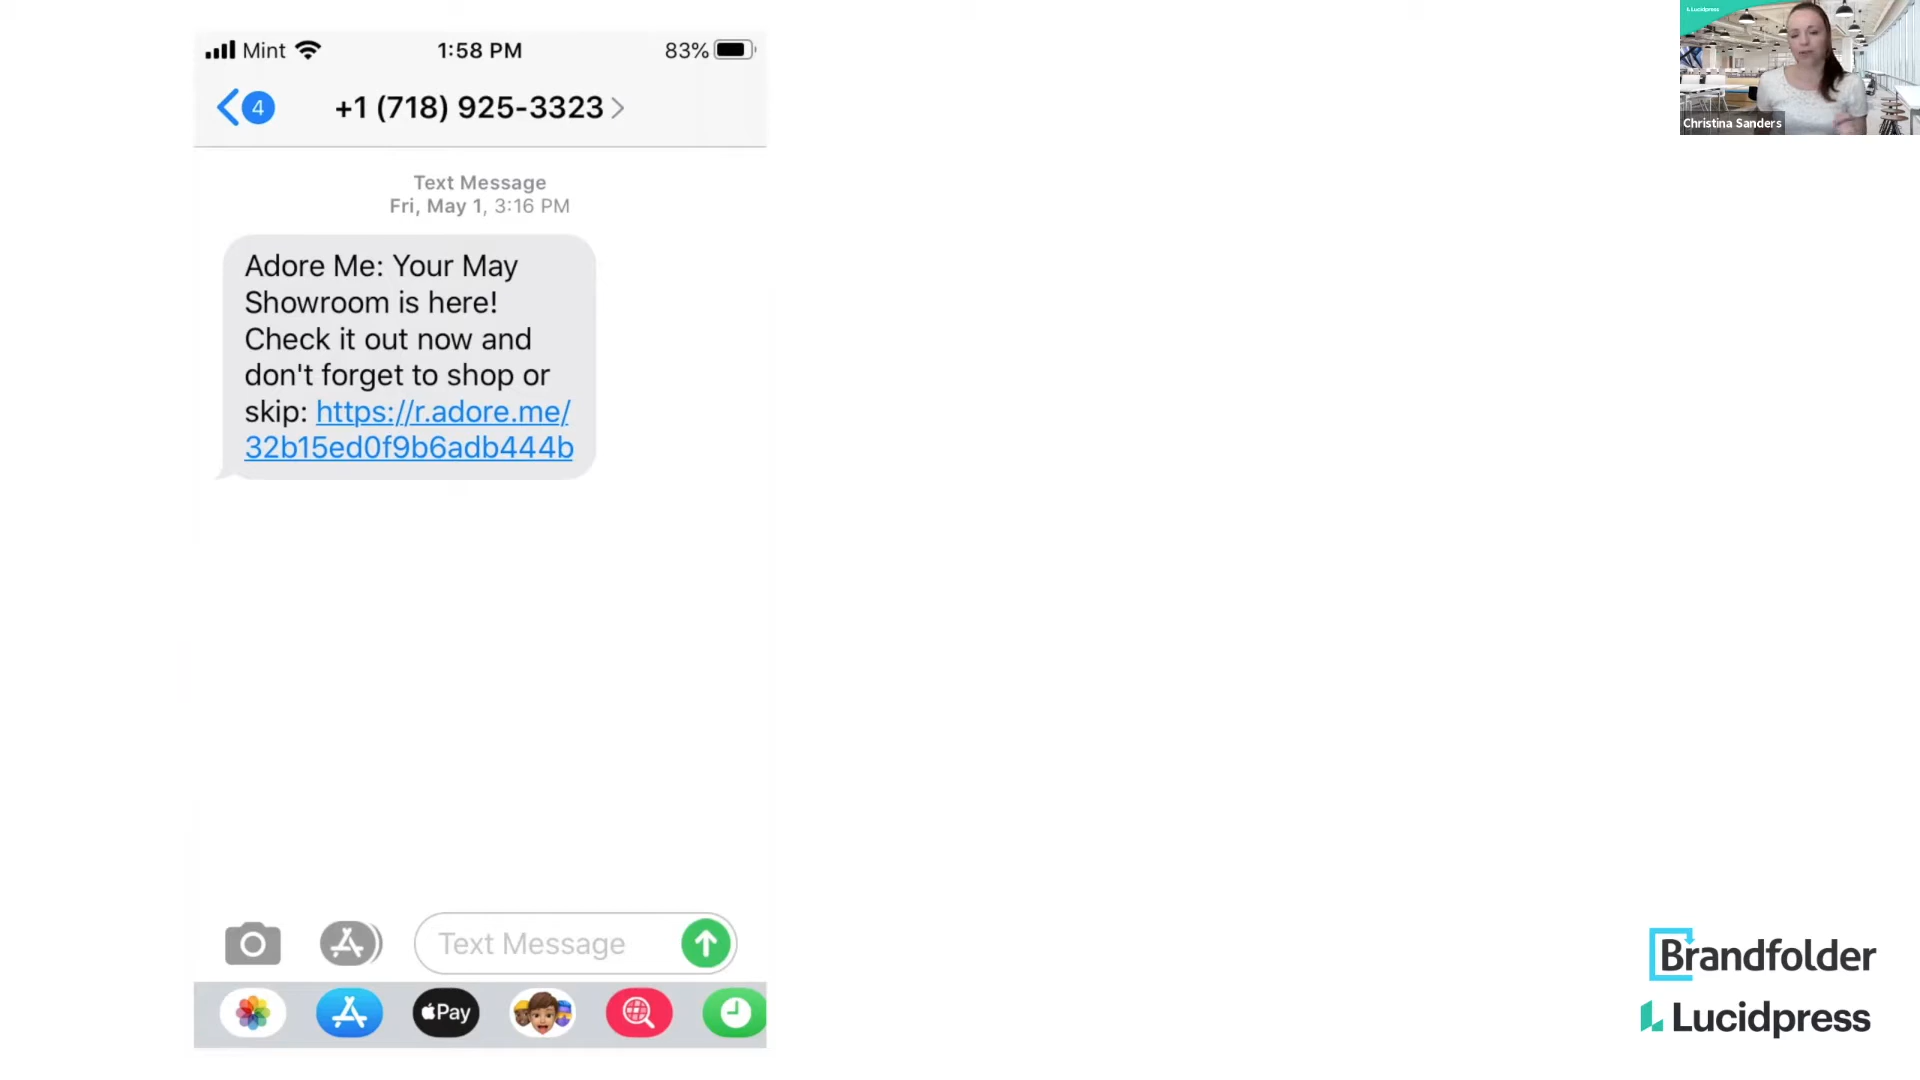 Mint
1:58 PM
83%
4
+1 (718) 925-3323
Text Message
Fri, May 1, 3:16 PM
Adore Me: Your May
Showroom is here!
Check it out now and
don't forget to shop or
skip: https://r.adore.me/
32b15ed0f9b6adb444b
Text Message
Pay
Lucidpress
Christina Sanders
Brandfolder
Lucidpress